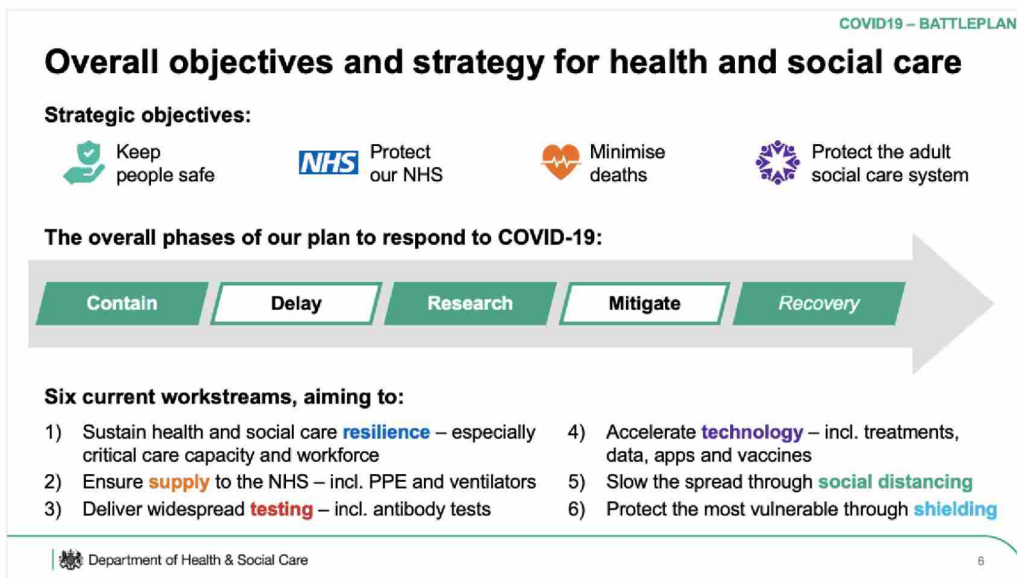 COVID19 – BATTLEPLAN
Overall objectives and strategy for health and social care
Strategic objectives:
Keep
people safe
NHS
Protect
our NHS
Minimise
deaths
Protect the adult
social care system
The overall phases of our plan to respond to COVID-19:
Contain
Delay
Research
Mitigate
Recovery
Six current workstreams, aiming to:
1) Sustain health and social care resilience – especially
critical care capacity and workforce
2) Ensure supply to the NHS – incl. PPE and ventilators
3) Deliver widespread testing – incl. antibody tests
4) Accelerate technology – incl. treatments,
data, apps and vaccines
5) Slow the spread through social distancing
6) Protect the most vulnerable through shielding
Department of Health & Social Care
6